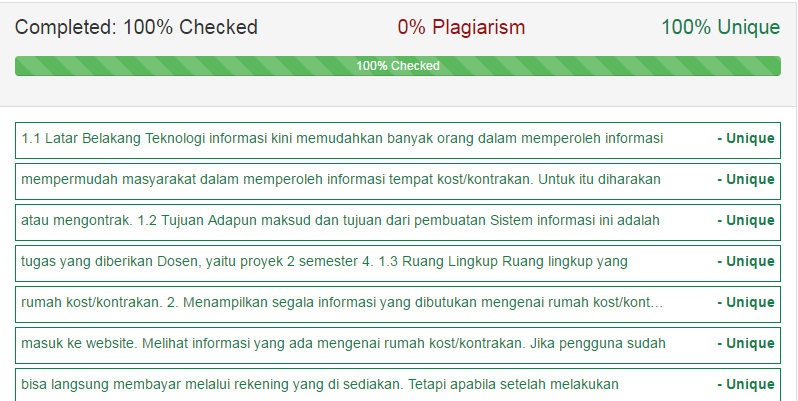 Completed: 100% Checked 0% Plagiarism 100% Unique
100% Checked
1.1 Latar Belakang Teknologi informasi kini memudahkan banyak orang dalam memperoleh informasi - Unique
mempermudah masyarakat dalam memperoleh informasi tempat kost/kontrakan. Untuk itu diharakan - Unique
atau mengontrak. 1.2 Tujuan Adapun maksud dan tujuan dari pembuatan Sistem informasi ini adalah - Unique
tugas yang diberikan Dosen, yaitu proyek 2 semester 4. 1.3 Ruang Lingkup Ruang lingkup yang - Unique
rumah kost/kontrakan. 2. Menampilkan segala informasi yang dibutukan mengenai rumah kost/kont... - Unique
masuk ke website. Melihat informasi yang ada mengenai rumah kost/kontrakan. Jika pengguna sudah - Unique
bisa langsung membayar melalui rekening yang di sediakan. Tetapi apabila setelah melakukan - Unique